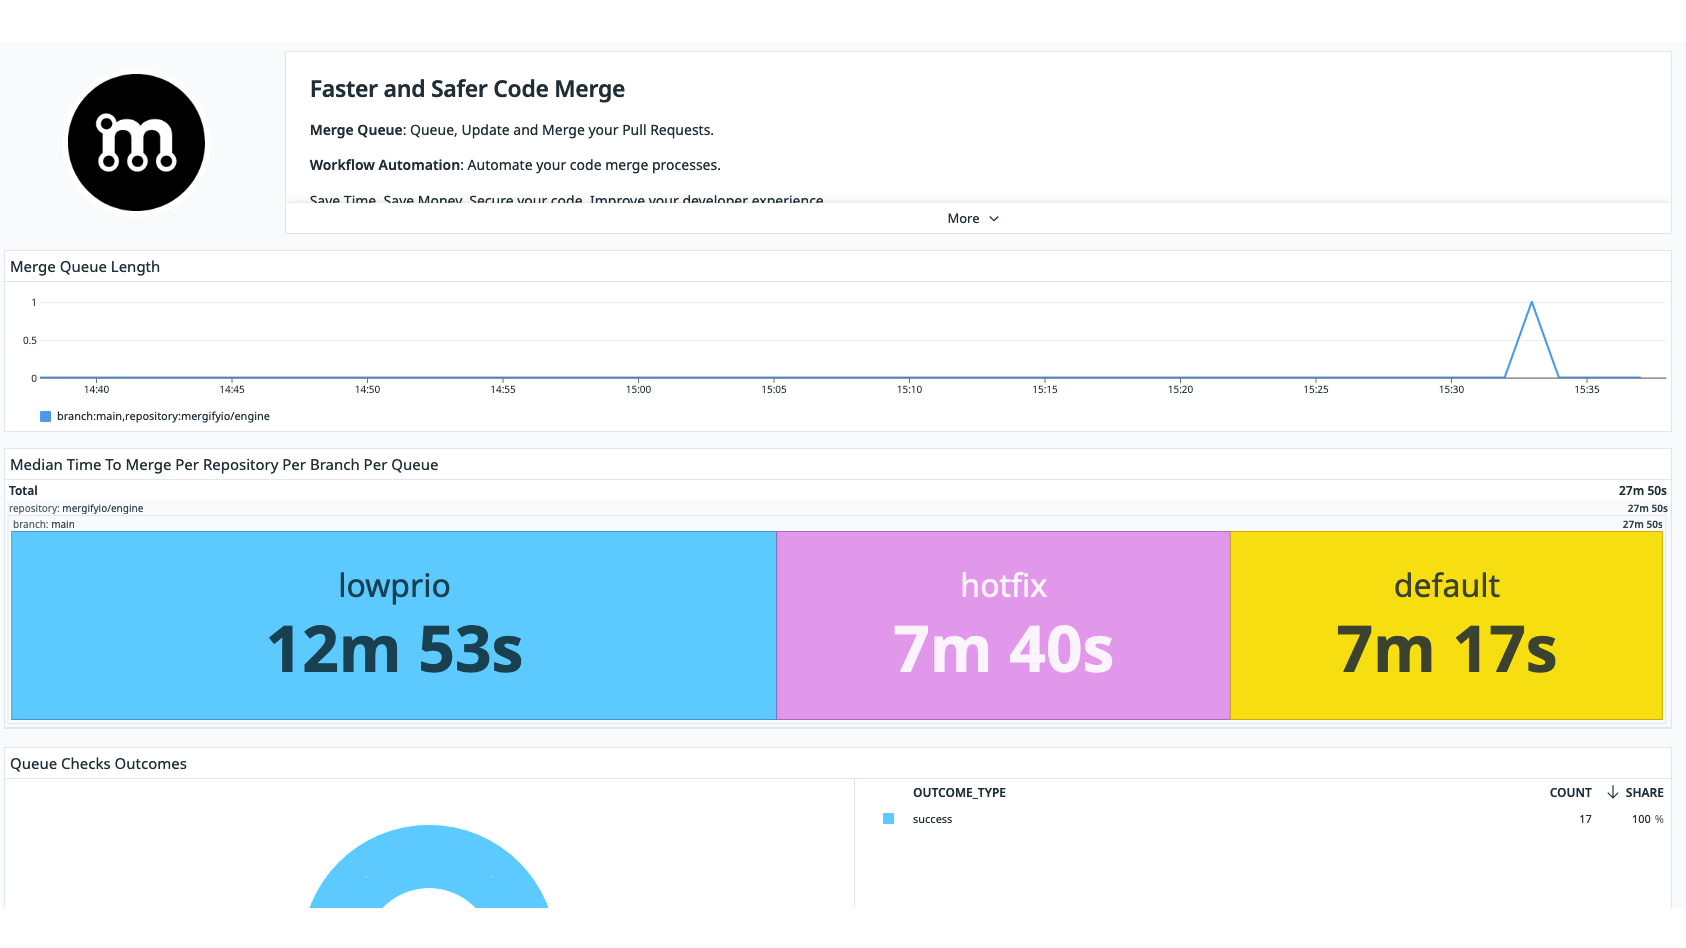 m
Faster and Safer Code Merge
Merge Queue: Queue, Update and Merge your Pull Requests.
Workflow Automation: Automate your code merge processes.
Save Time, Save Money, Secure your code, Improve your developer experience
More
Merge Queue Length
1
0.5
0
14:40 14:45 14:50 14:55 15:00 15:05 15:10 15:15 15:20 15:25 15:30 15:35
branch:main,repository:mergifyio/engine
Median Time To Merge Per Repository Per Branch Per Queue
Total 27m 50s
repository: mergifyio/engine 27m 50s
branch: main 27m 50s
lowprio hotfix default
12m 53s 7m 40s 7m 17s
Queue Checks Outcomes
OUTCOME_TYPE COUNT SHARE
success 17 100 %